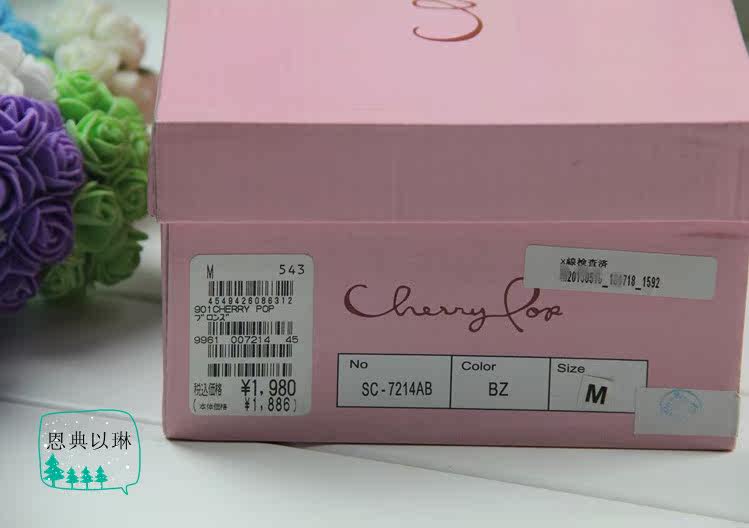 M 543
4549426086312
901CHERRY POP
ブロンズ
9961 007214 45
税込価格 ¥1,980
(本体価格 ¥1,886)
x線検査済
_1592
Cherry Pop
No Color Size
SC-7214AB BZ M
恩典以琳